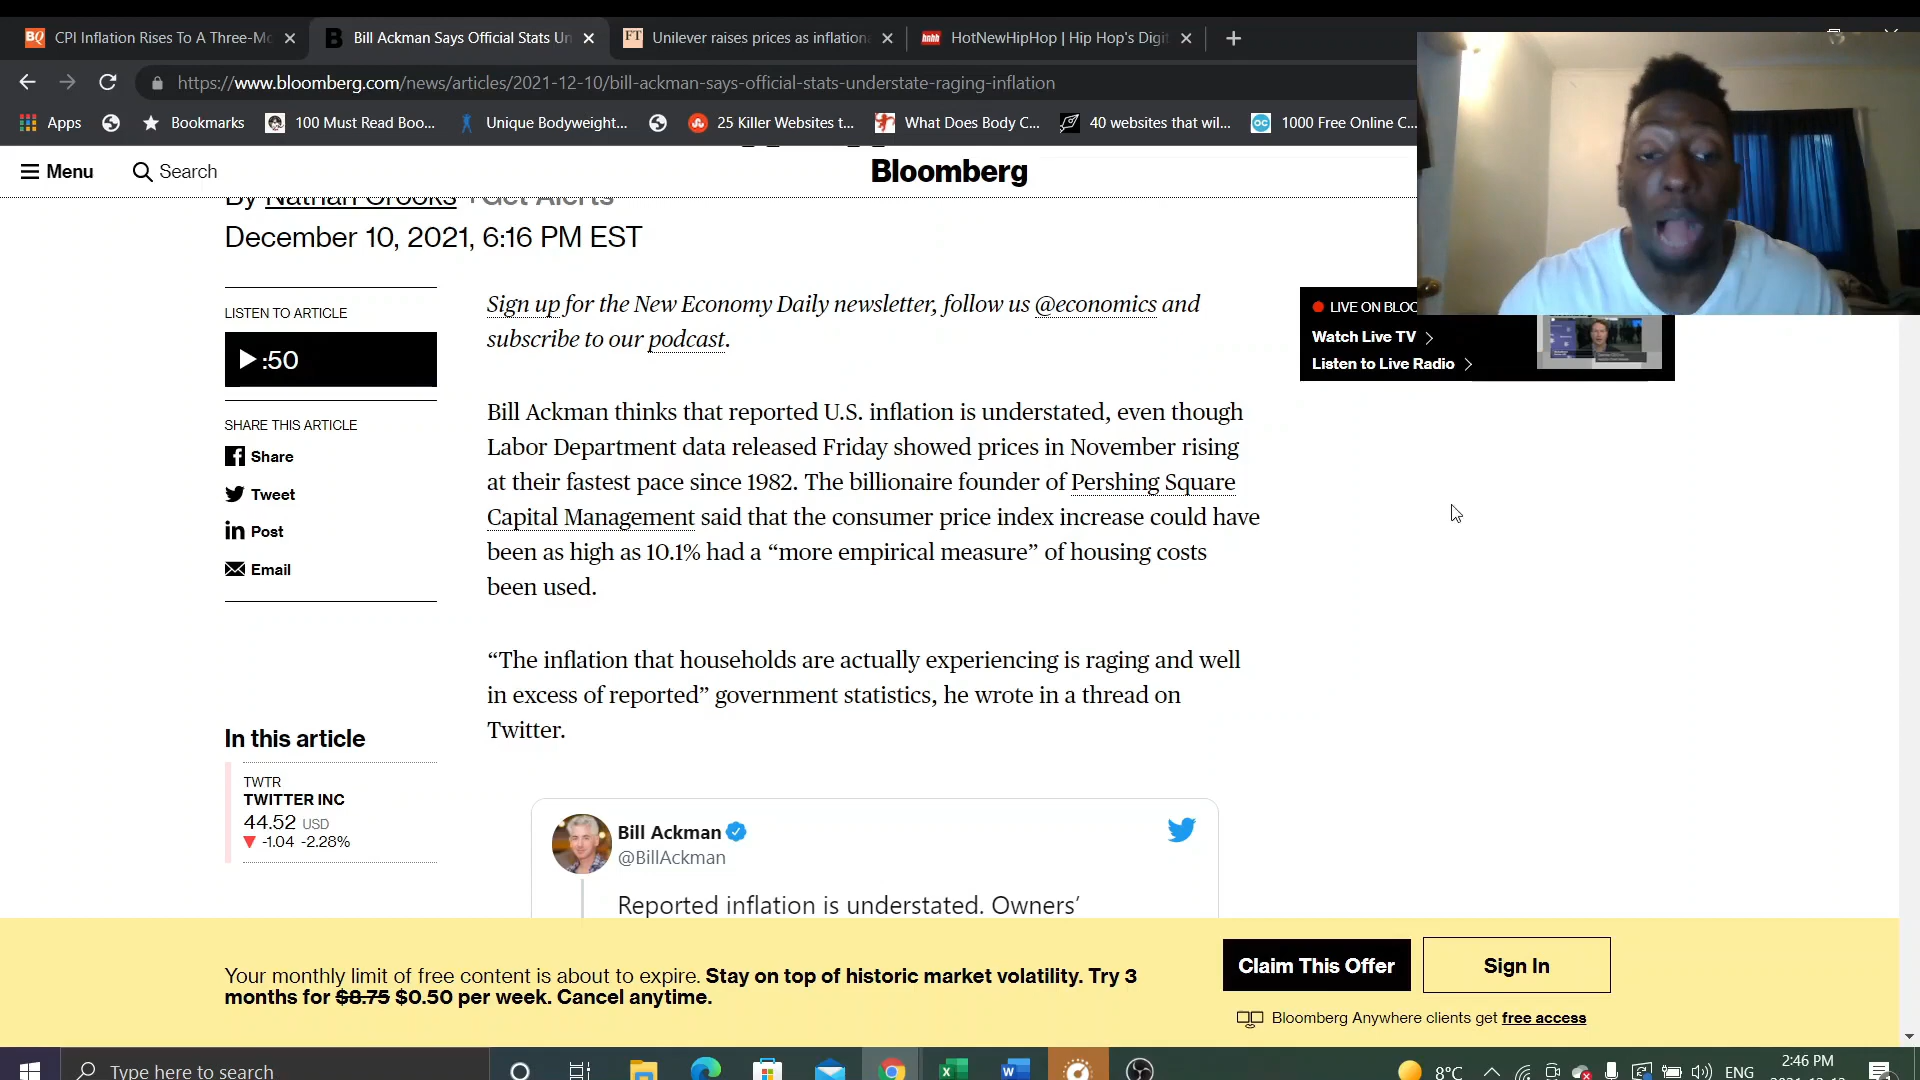 CPI Inflation Rises To A Three-Mo
Bill Ackman Says Official Stats Un
Unilever raises prices as inflation
HotNewHipHop | Hip Hop's Digit
https://www.bloomberg.com/news/articles/2021-12-10/bill-ackman-says-official-stats-understate-raging-inflation
Apps
Bookmarks
100 Must Read Boo...
Unique Bodyweight...
25 Killer Websites t...
What Does Body C...
40 websites that wil...
1000 Free Online C...
Menu
Search
Bloomberg
By Nathan Crooks + Get Alerts
December 10, 2021, 6:16 PM EST
LISTEN TO ARTICLE
:50
SHARE THIS ARTICLE
Share
Tweet
Post
Email
Sign up for the New Economy Daily newsletter, follow us @economics and
subscribe to our podcast.
Bill Ackman thinks that reported U.S. inflation is understated, even though
Labor Department data released Friday showed prices in November rising
at their fastest pace since 1982. The billionaire founder of Pershing Square
Capital Management said that the consumer price index increase could have
been as high as 10.1% had a “more empirical measure” of housing costs
been used.
“The inflation that households are actually experiencing is raging and well
in excess of reported” government statistics, he wrote in a thread on
Twitter.
LIVE ON BLOO
Watch Live TV
Listen to Live Radio
In this article
TWTR
TWITTER INC
44.52 USD
-1.04 -2.28%
Bill Ackman
@BillAckman
Reported inflation is understated. Owners’
Your monthly limit of free content is about to expire. Stay on top of historic market volatility. Try 3
months for $8.75 $0.50 per week. Cancel anytime.
Claim This Offer
Sign In
Bloomberg Anywhere clients get free access
Type here to search
8°C
ENG
2:46 PM